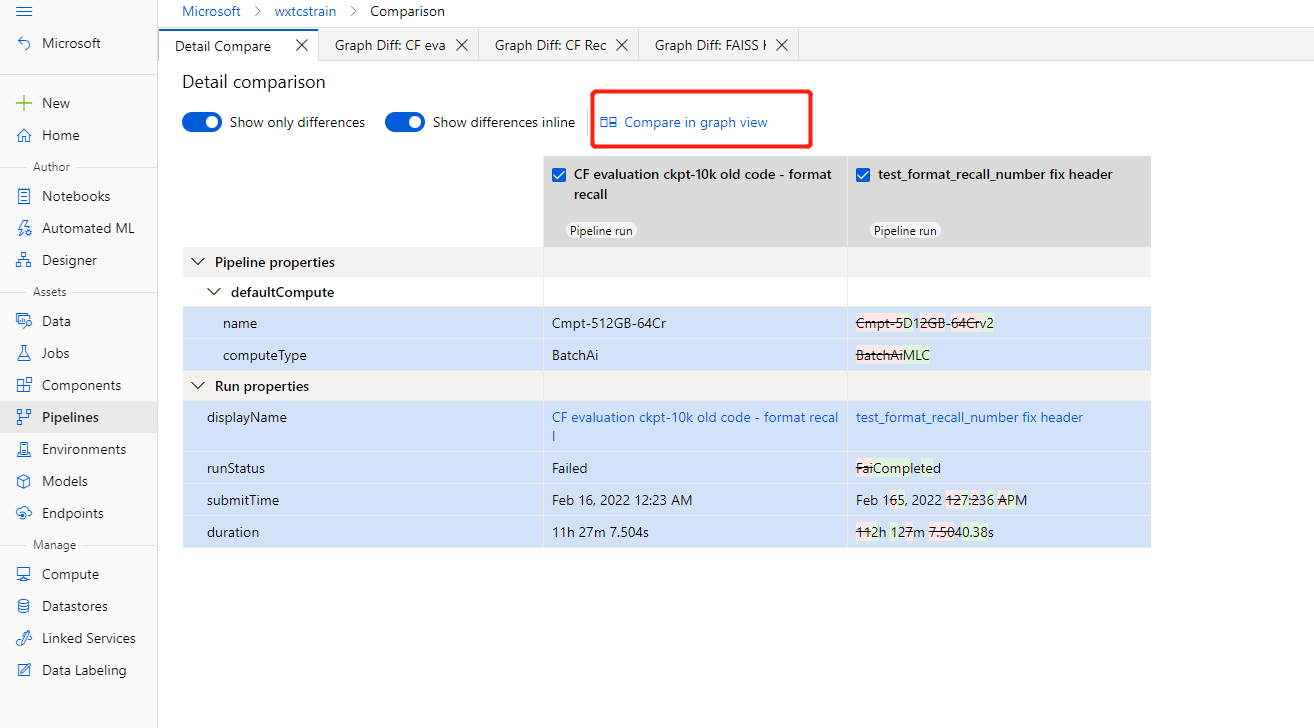 Microsoft > wxtcstrain > Comparison
Microsoft
Detail Compare
Graph Diff: CF eva
Graph Diff: CF Rec
Graph Diff: FAISS
Detail comparison
New
Home
Author
Notebooks
Automated ML
Designer
Assets
Data
Jobs
Components
Pipelines
Environments
Models
Endpoints
Manage
Compute
Datastores
Linked Services
Data Labeling
Show only differences
Show differences inline
Compare in graph view
CF evaluation ckpt-10k old code - format
recall
Pipeline run
test_format_recall_number fix header
Pipeline run
Pipeline properties
defaultCompute
name Cmpt-512GB-64Cr Cmpt-5D12GB-64Crv2
computeType BatchAi BatchAiMLC
Run properties
displayName CF evaluation ckpt-10k old code - format recal test_format_recall_number fix header
l
runStatus Failed FaiCompleted
submitTime Feb 16, 2022 12:23 AM Feb 165, 2022 127:236 APM
duration 11h 27m 7.504s 112h 127m 7.5040.38s